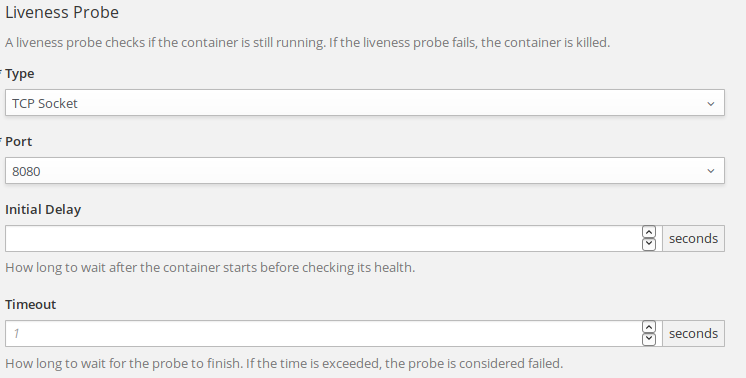 Liveness Probe
A liveness probe checks if the container is still running. If the liveness probe fails, the container is killed.
* Type
TCP Socket
* Port
8080
Initial Delay
seconds
How long to wait after the container starts before checking its health.
Timeout
1 seconds
How long to wait for the probe to finish. If the time is exceeded, the probe is considered failed.